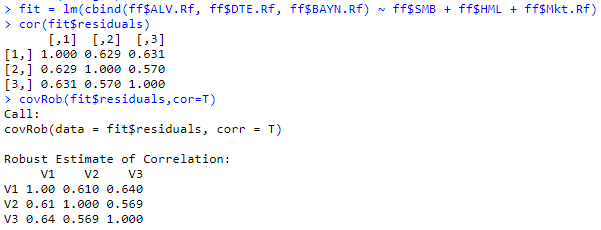 > fit = lm(cbind(ff$ALV.Rf, ff$DTE.Rf, ff$BAYN.Rf) ~ ff$SMB + ff$HML + ff$Mkt.Rf)
> cor(fit$residuals)
      [,1]  [,2]  [,3]
[1,] 1.000 0.629 0.631
[2,] 0.629 1.000 0.570
[3,] 0.631 0.570 1.000
> covRob(fit$residuals,cor=T)
Call:
covRob(data = fit$residuals, corr = T)

Robust Estimate of Correlation:
     V1    V2    V3
V1 1.00 0.610 0.640
V2 0.61 1.000 0.569
V3 0.64 0.569 1.000